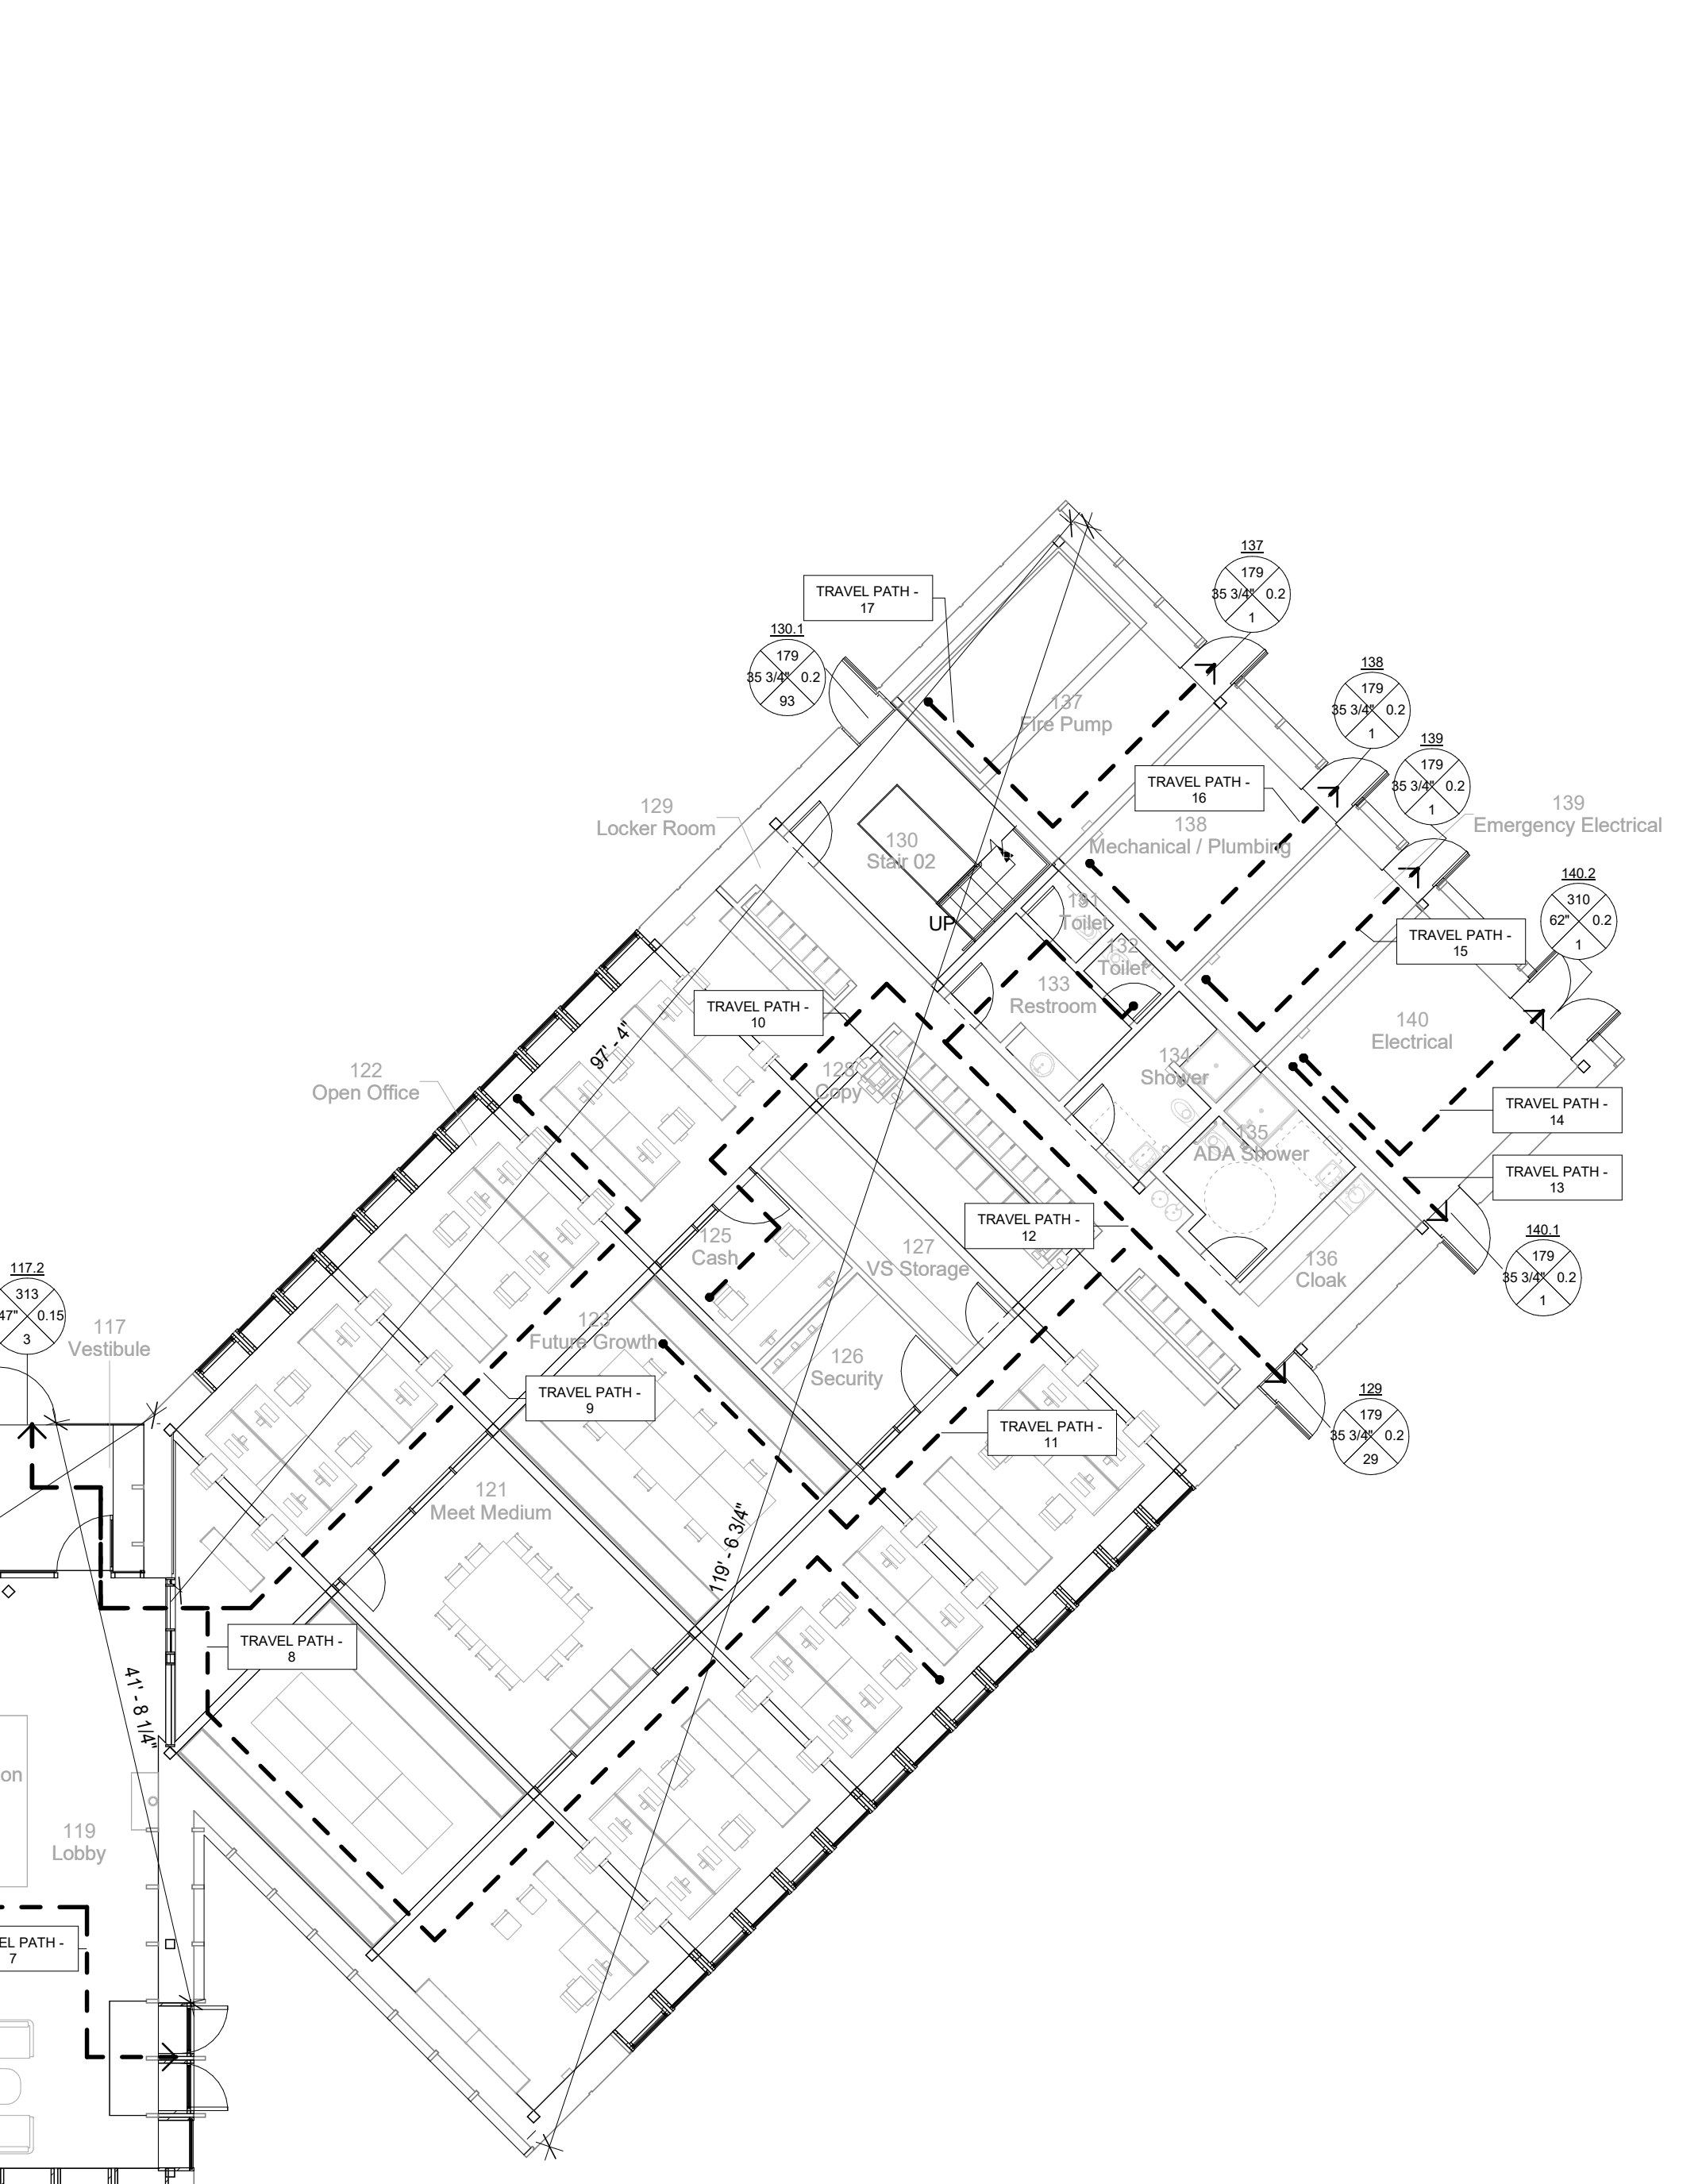 137
179
35 3/4" 0.2
1
TRAVEL PATH -
17
130.1
179
35 3/4" 0.2
93
138
179
35 3/4" 0.2
1
137
Fire Pump
139
179
35 3/4" 0.2
1
TRAVEL PATH -
16
129
Locker Room
138
Mechanical / Plumbing
139
Emergency Electrical
130
Stair 02
UP
140.2
310
62" 0.2
1
Toilet
132
Toilet
TRAVEL PATH -
15
133
Restroom
TRAVEL PATH -
10
140
Electrical
97' - 4"
122
Open Office
Copy
134
Shower
TRAVEL PATH -
14
135
ADA Shower
TRAVEL PATH -
13
TRAVEL PATH -
12
125
Cash
127
VS Storage
136
Cloak
140.1
179
35 3/4" 0.2
1
117.2
313
47" 0.15
3
117
Vestibule
123
Future Growth
126
Security
TRAVEL PATH -
9
129
179
35 3/4" 0.2
29
TRAVEL PATH -
11
121
Meet Medium
119' - 6 3/4"
TRAVEL PATH -
8
41' - 8 1/4"
on
119
Lobby
EL PATH -
7